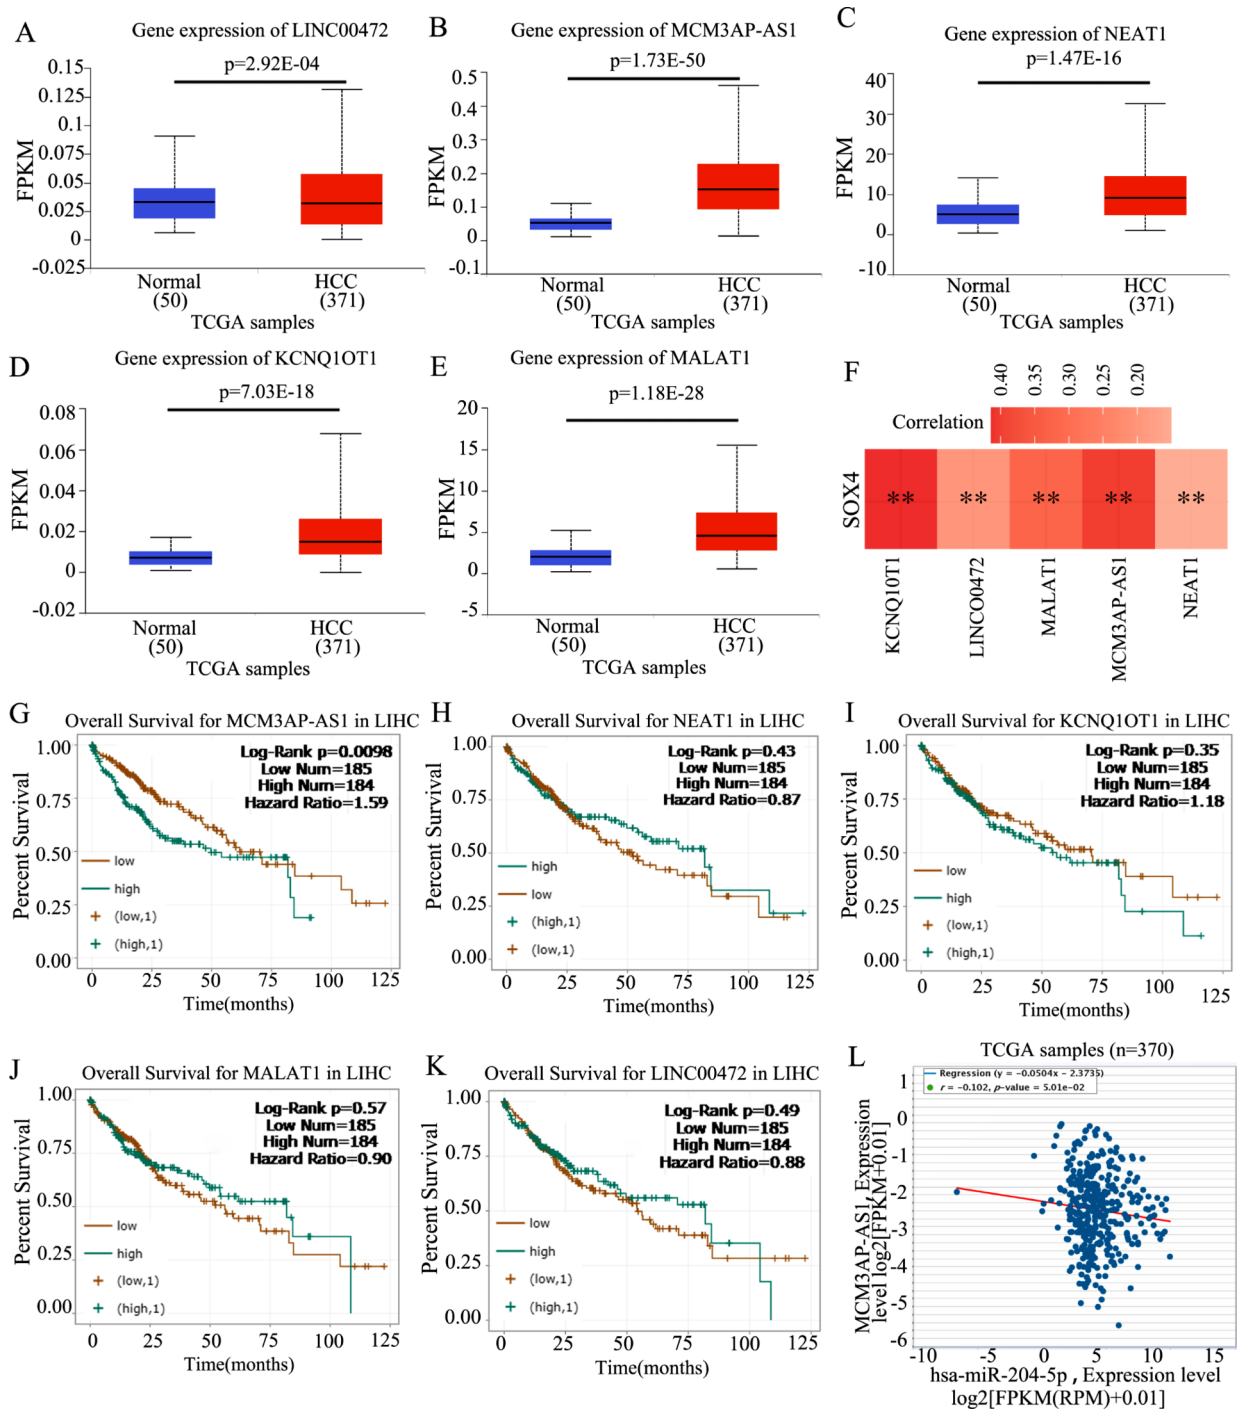 A
Gene expression of LINC00472
p=2.92E-04
FPKM
0.15
0.125
0.1
0.075
0.05
0.025
0
-0.025
Normal
(50)
HCC
(371)
TCGA samples
B
Gene expression of MCM3AP-AS1
p=1.73E-50
FPKM
0.5
0.4
0.3
0.2
0.1
0
-0.1
Normal
(50)
HCC
(371)
TCGA samples
C
Gene expression of NEAT1
p=1.47E-16
FPKM
40
30
20
10
0
-10
Normal
(50)
HCC
(371)
TCGA samples
D
Gene expression of KCNQ1OT1
p=7.03E-18
FPKM
0.08
0.06
0.04
0.02
0
-0.02
Normal
(50)
HCC
(371)
TCGA samples
E
Gene expression of MALAT1
p=1.18E-28
FPKM
20
15
10
5
0
-5
Normal
(50)
HCC
(371)
TCGA samples
F
0.40
0.35
0.30
0.25
0.20
Correlation
SOX4
** ** ** ** **
KCNQ10T1
LINCO0472
MALAT1
MCM3AP-AS1
NEAT1
G
Overall Survival for MCM3AP-AS1 in LIHC
Log-Rank p=0.0098
Low Num=185
High Num=184
Hazard Ratio=1.59
Percent Survival
1.00
0.75
0.50
0.25
0.00
low
high
(low,1)
(high,1)
0 25 50 75 100 125
Time(months)
H
Overall Survival for NEAT1 in LIHC
Log-Rank p=0.43
Low Num=185
High Num=184
Hazard Ratio=0.87
Percent Survival
1.00
0.75
0.50
0.25
0.00
high
low
(high,1)
(low,1)
0 25 50 75 100 125
Time(months)
I
Overall Survival for KCNQ1OT1 in LIHC
Log-Rank p=0.35
Low Num=185
High Num=184
Hazard Ratio=1.18
Percent Survival
1.00
0.75
0.50
0.25
0.00
low
high
(low,1)
(high,1)
0 25 50 75 100 125
Time(months)
J
Overall Survival for MALAT1 in LIHC
Log-Rank p=0.57
Low Num=185
High Num=184
Hazard Ratio=0.90
Percent Survival
1.00
0.75
0.50
0.25
0.00
low
high
(low,1)
(high,1)
0 25 50 75 100 125
Time(months)
K
Overall Survival for LINC00472 in LIHC
Log-Rank p=0.49
Low Num=185
High Num=184
Hazard Ratio=0.88
Percent Survival
1.00
0.75
0.50
0.25
0.00
low
high
(low,1)
(high,1)
0 25 50 75 100 125
Time(months)
L
TCGA samples (n=370)
Regression (y = -0.0504x - 2.3735)
r = -0.102, p-value = 5.01e-02
MCM3AP-AS1, Expression
level log2[FPKM+0.01]
1
0
-1
-2
-3
-4
-5
-6
-10 -5 0 5 10 15
hsa-miR-204-5p , Expression level
log2[FPKM(RPM)+0.01]